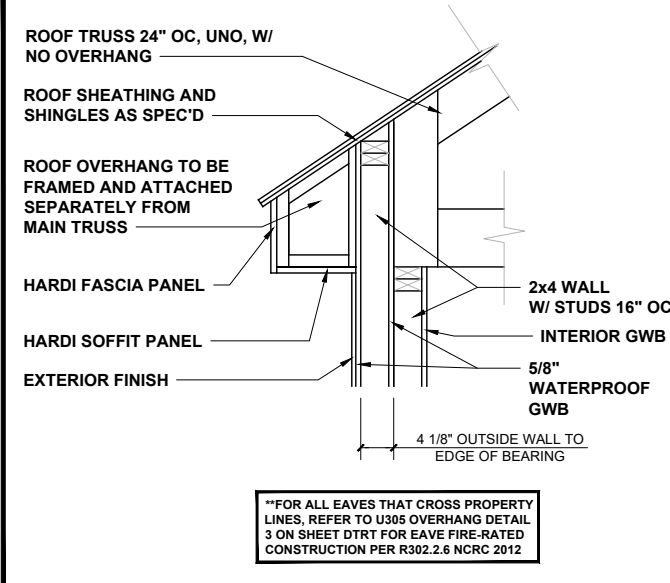 ROOF TRUSS 24" OC, UNO, W/
NO OVERHANG
ROOF SHEATHING AND
SHINGLES AS SPEC'D
ROOF OVERHANG TO BE
FRAMED AND ATTACHED
SEPARATELY FROM
MAIN TRUSS
HARDI FASCIA PANEL
HARDI SOFFIT PANEL
EXTERIOR FINISH
2x4 WALL
W/ STUDS 16" OC
INTERIOR GWB
5/8"
WATERPROOF
GWB
4 1/8" OUTSIDE WALL TO
EDGE OF BEARING
**FOR ALL EAVES THAT CROSS PROPERTY
LINES, REFER TO U305 OVERHANG DETAIL
3 ON SHEET DTRT FOR EAVE FIRE-RATED
CONSTRUCTION PER R302.2.6 NCRC 2012